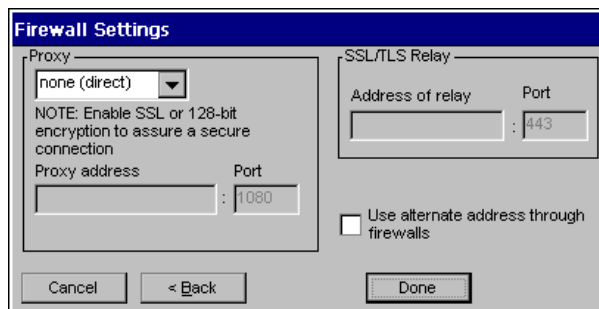 Firewall Settings
Proxy
none (direct)
NOTE: Enable SSL or 128-bit
encryption to assure a secure
connection
Proxy address Port
: 1080
SSL/TLS Relay
Address of relay Port
: 443
Use alternate address through
firewalls
Cancel
< Back
Done